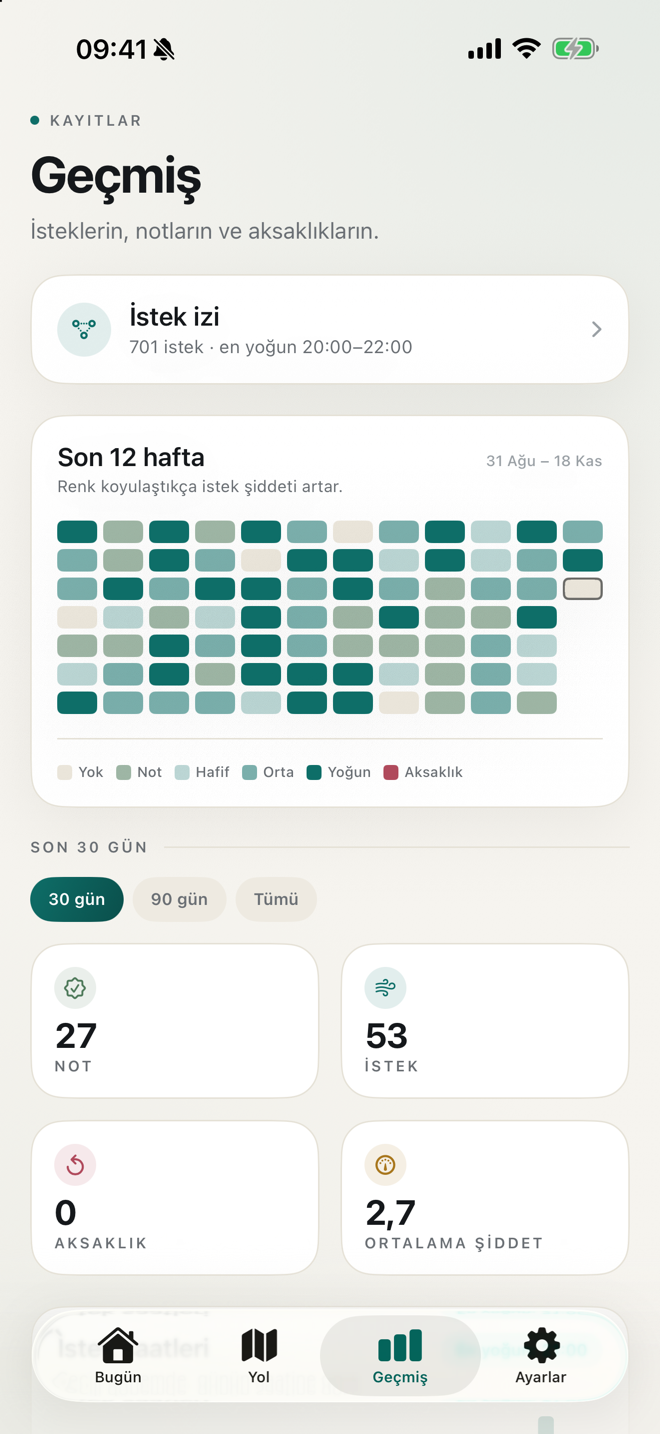 09:41
KAYITLAR
Geçmiş
İsteklerin, notların ve aksaklıkların.
İstek izi
701 istek · en yoğun 20:00–22:00
Son 12 hafta
31 Ağu – 18 Kas
Renk koyulaştıkça istek şiddeti artar.
Yok Not Hafif Orta Yoğun Aksaklık
SON 30 GÜN
30 gün 90 gün Tümü
27
NOT
53
İSTEK
0
AKSAKLIK
2,7
ORTALAMA ŞİDDET
İstek saatleri
Bugün Yol Geçmiş Ayarlar